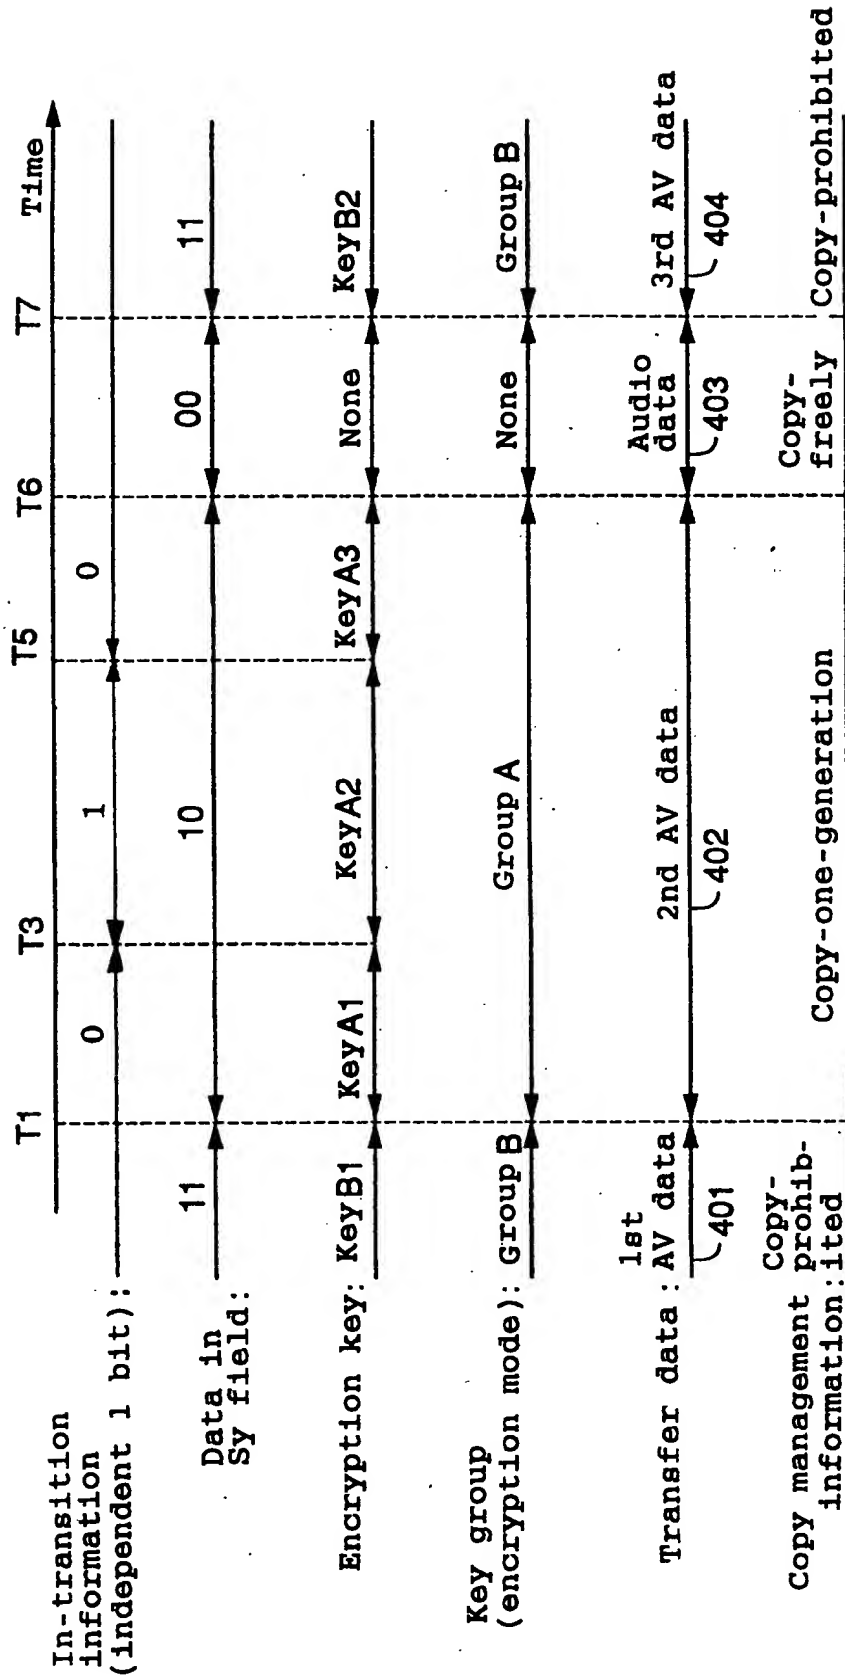 T1 T3 T5 T6 T7 Time
In-transition
information
(independent 1 bit):
0 1 0
Data in
Sy field:
11 10 00 11
Encryption key: KeyB1 KeyA1 KeyA2 KeyA3 None KeyB2
Key group
(encryption mode): Group B Group A None Group B
Transfer data :
1st
AV data
401
2nd AV data
402
Audio
data
403
3rd AV data
404
Copy management
information:
Copy-
prohib-
ited
Copy-one-generation
Copy-
freely
Copy-prohibited